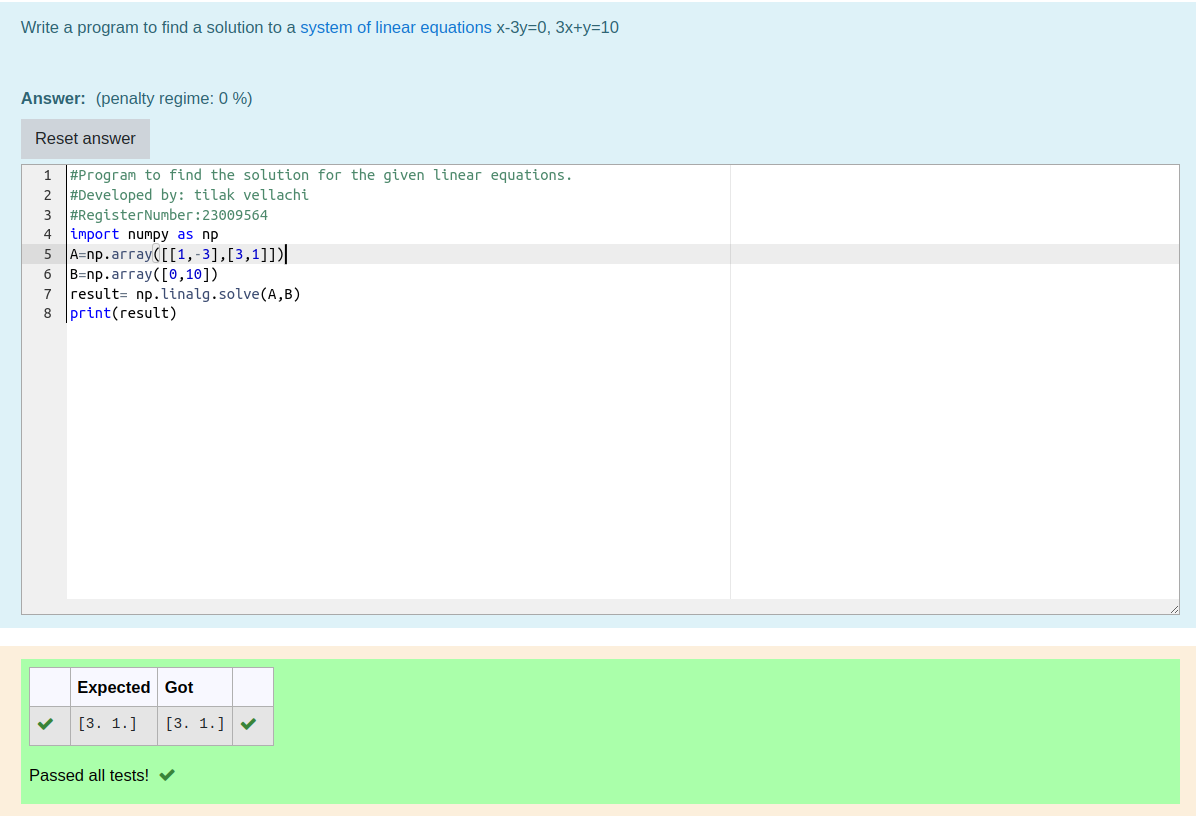 Write a program to find a solution to a system of linear equations x-3y=0, 3x+y=10
Answer: (penalty regime: 0 %)
Reset answer
1 #Program to find the solution for the given linear equations.
2 #Developed by: tilak vellachi
3 #RegisterNumber:23009564
4 import numpy as np
5 A=np.array([[1,-3],[3,1]])
6 B=np.array([0,10])
7 result= np.linalg.solve(A,B)
8 print(result)
Expected Got
[3. 1.] [3. 1.]
Passed all tests!